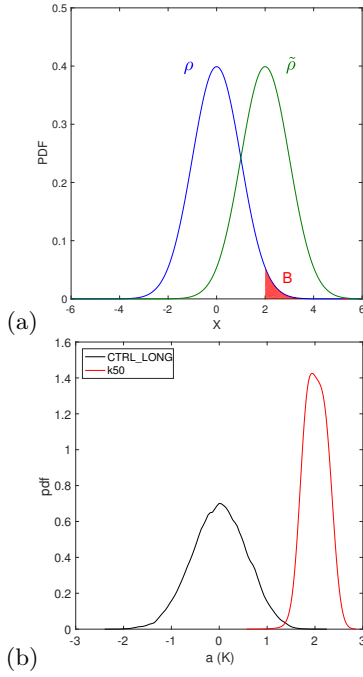 0.5
0.4
0.3
0.2
0.1
0
PDF
ρ
ρ̃
B
-6 -4 -2 0 2 4 6
X
(a)
1.6
1.4
1.2
1
0.8
0.6
0.4
0.2
0
pdf
CTRL_LONG
k50
-3 -2 -1 0 1 2 3
a (K)
(b)